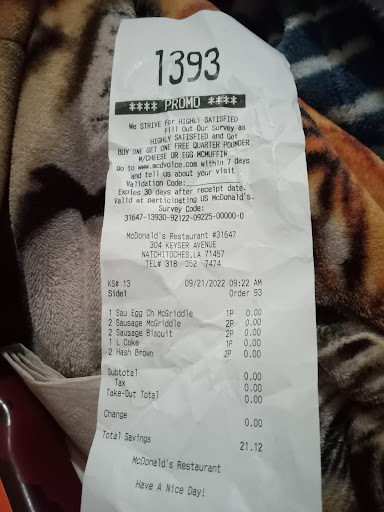 1393
**** PROMO ****
We STRIVE for HIGHLY SATISFIED
Fill Out Our Survey as
HIGHLY SATISFIED and Get
BUY ONE GET ONE FREE QUARTER POUNDER
W/CHEESE OR EGG MCMUFFIN
Go to www.mcdvoice.com within 7 days
and tell us about your visit
Validation Code:
Expires 30 days after receipt date.
Valid at participating US McDonald's.
Survey Code:
31647-13930-92122-09225-00000-0
McDonald's Restaurant #31647
304 KEYSER AVENUE
NATCHITOCHES,LA 71457
TEL# 318 352 7474
KS# 13 09/21/2022 09:22 AM
Side1 Order 93
1 Sau Egg Ch McGriddle 1P 0.00
2 Sausage McGriddle 2P 0.00
2 Sausage Biscuit 2P 0.00
1 L Coke 1P 0.00
2 Hash Brown 2P 0.00
Subtotal 0.00
Tax 0.00
Take-Out Total 0.00
Change 0.00
Total Savings 21.12
McDonald's Restaurant
Have A Nice Day!